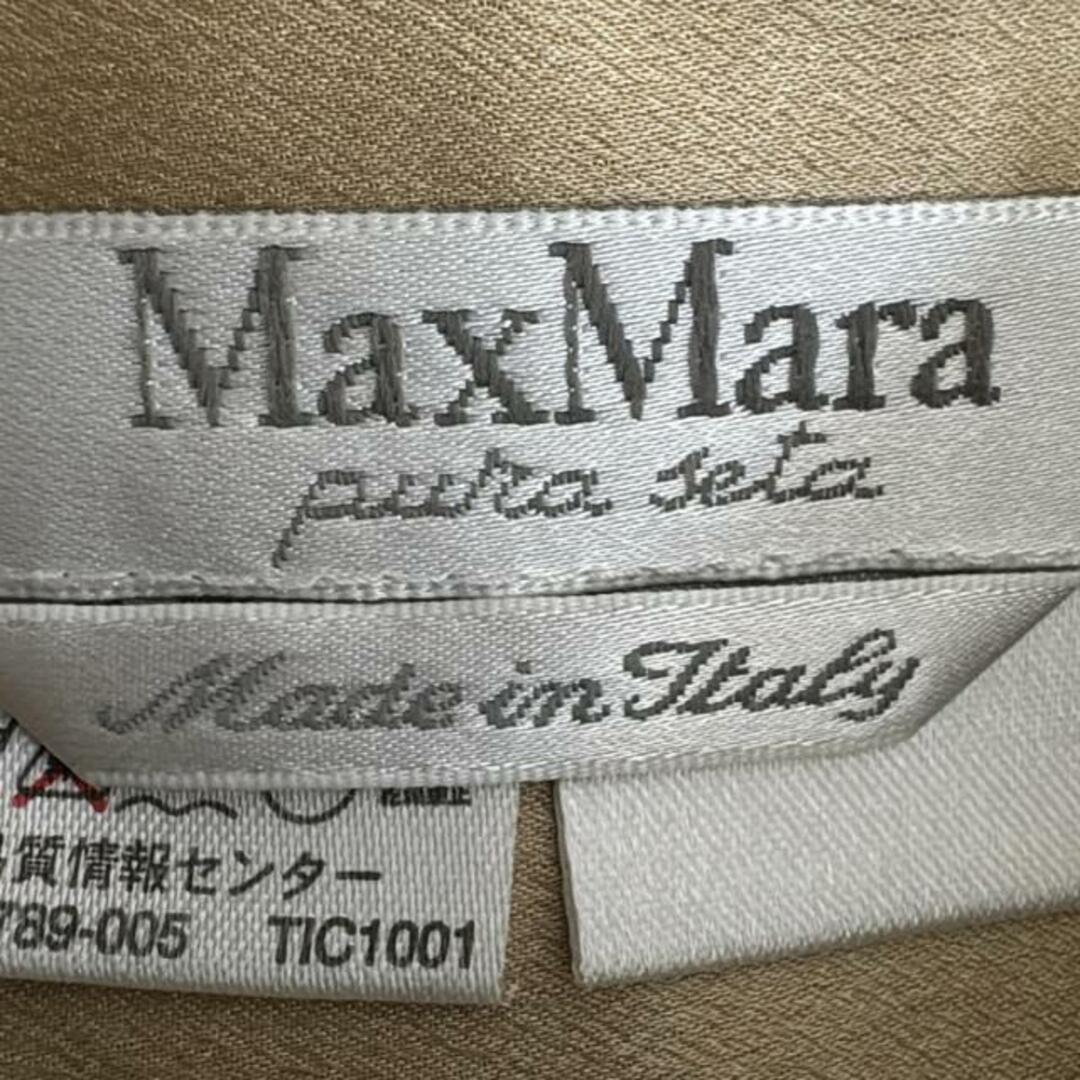 MaxMara
pura seta
Made in Italy
質情報センター
789-005 TIC1001